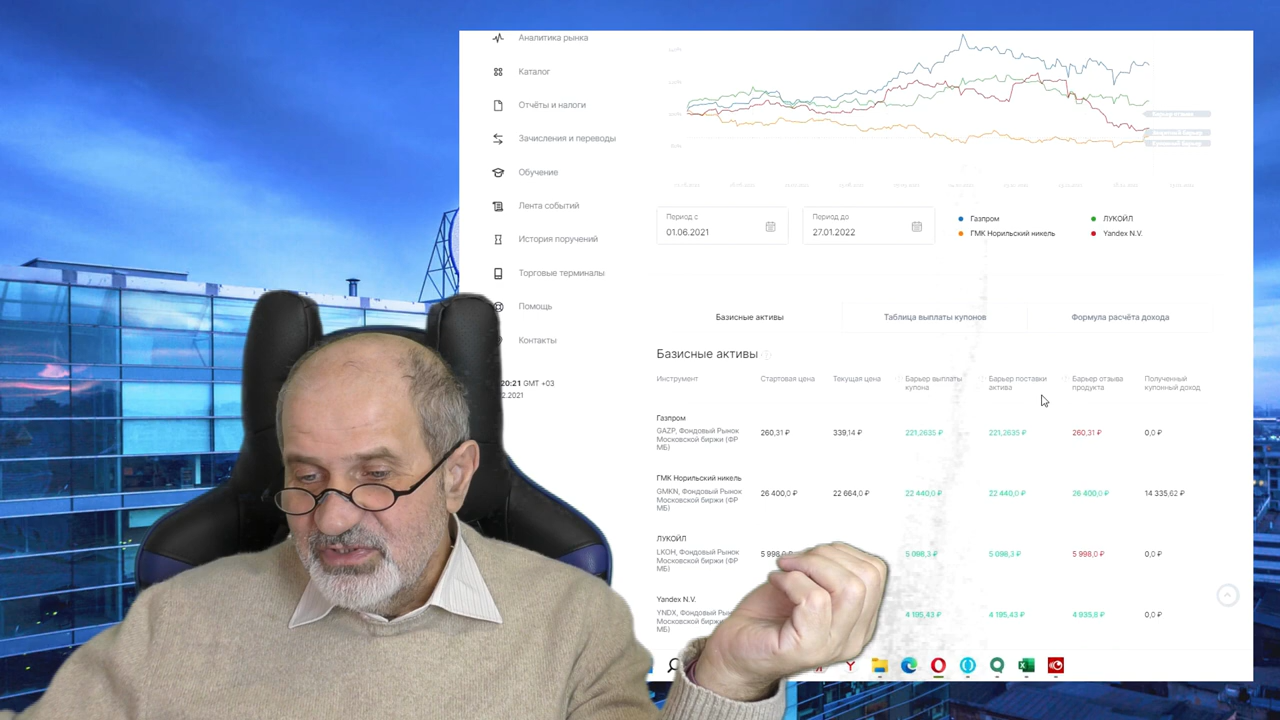 Аналитика рынка
Каталог
Отчёты и налоги
Зачисления и переводы
Обучение
Лента событий
История поручений
Торговые терминалы
Помощь
Контакты
20:21 GMT +03
2.2021
Период с
01.06.2021
Период до
27.01.2022
Газпром
ЛУКОЙЛ
ГМК Норильский никель
Yandex N.V.
Базисные активы
Таблица выплаты купонов
Формула расчёта дохода
Базисные активы
Инструмент
Стартовая цена
Текущая цена
Барьер выплаты
купона
Барьер поставки
актива
Барьер отзыва
продукта
Полученный
купонный доход
Газпром
GAZP, Фондовый Рынок
Московской биржи (ФР
МБ)
260,31 ₽
339,14 ₽
221,2635 ₽
221,2635 ₽
260,31 ₽
0,0 ₽
ГМК Норильский никель
GMKN, Фондовый Рынок
Московской биржи (ФР
МБ)
26 400,0 ₽
22 664,0 ₽
22 440,0 ₽
22 440,0 ₽
26 400,0 ₽
14 335,62 ₽
ЛУКОЙЛ
LKOH, Фондовый Рынок
Московской биржи (ФР
МБ)
5 998,0 ₽
5 098,3 ₽
5 098,3 ₽
5 998,0 ₽
0,0 ₽
Yandex N.V.
YNDX, Фондовый Рынок
Московской биржи (ФР
МБ)
4 195,43 ₽
4 195,43 ₽
4 935,8 ₽
0,0 ₽